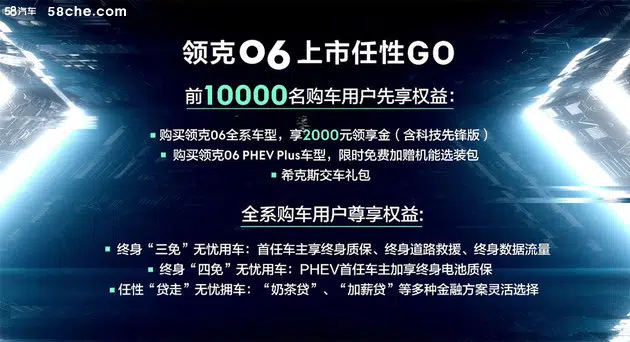 58汽车
58che.com
领克06上市任性GO
前10000名购车用户先享权益：
购买领克06全系车型，享2000元领享金（含科技先锋版）
购买领克06 PHEV Plus车型，限时免费加赠机能选装包
希克斯交车礼包
全系购车用户尊享权益：
终身“三免”无忧用车：首任车主享终身质保、终身道路救援、终身数据流量
终身“四免”无忧用车：PHEV首任车主加享终身电池质保
任性“贷走”无忧拥车：“奶茶贷”、“加薪贷”等多种金融方案灵活选择